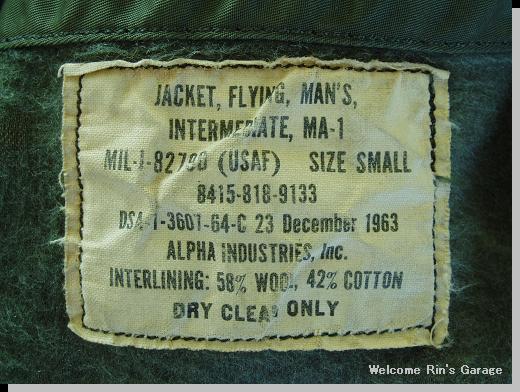 JACKET, FLYING, MAN'S,
INTERMEDIATE, MA-1
(USAF) SIZE SMALL
8415-818-9133
DSA-1-3601-64-C 23 December 1963
ALPHA INDUSTRIES, Inc.
INTERLINING: 58% WOOL, 42% COTTON
DRY CLEAN ONLY
Welcome Rin's Garage